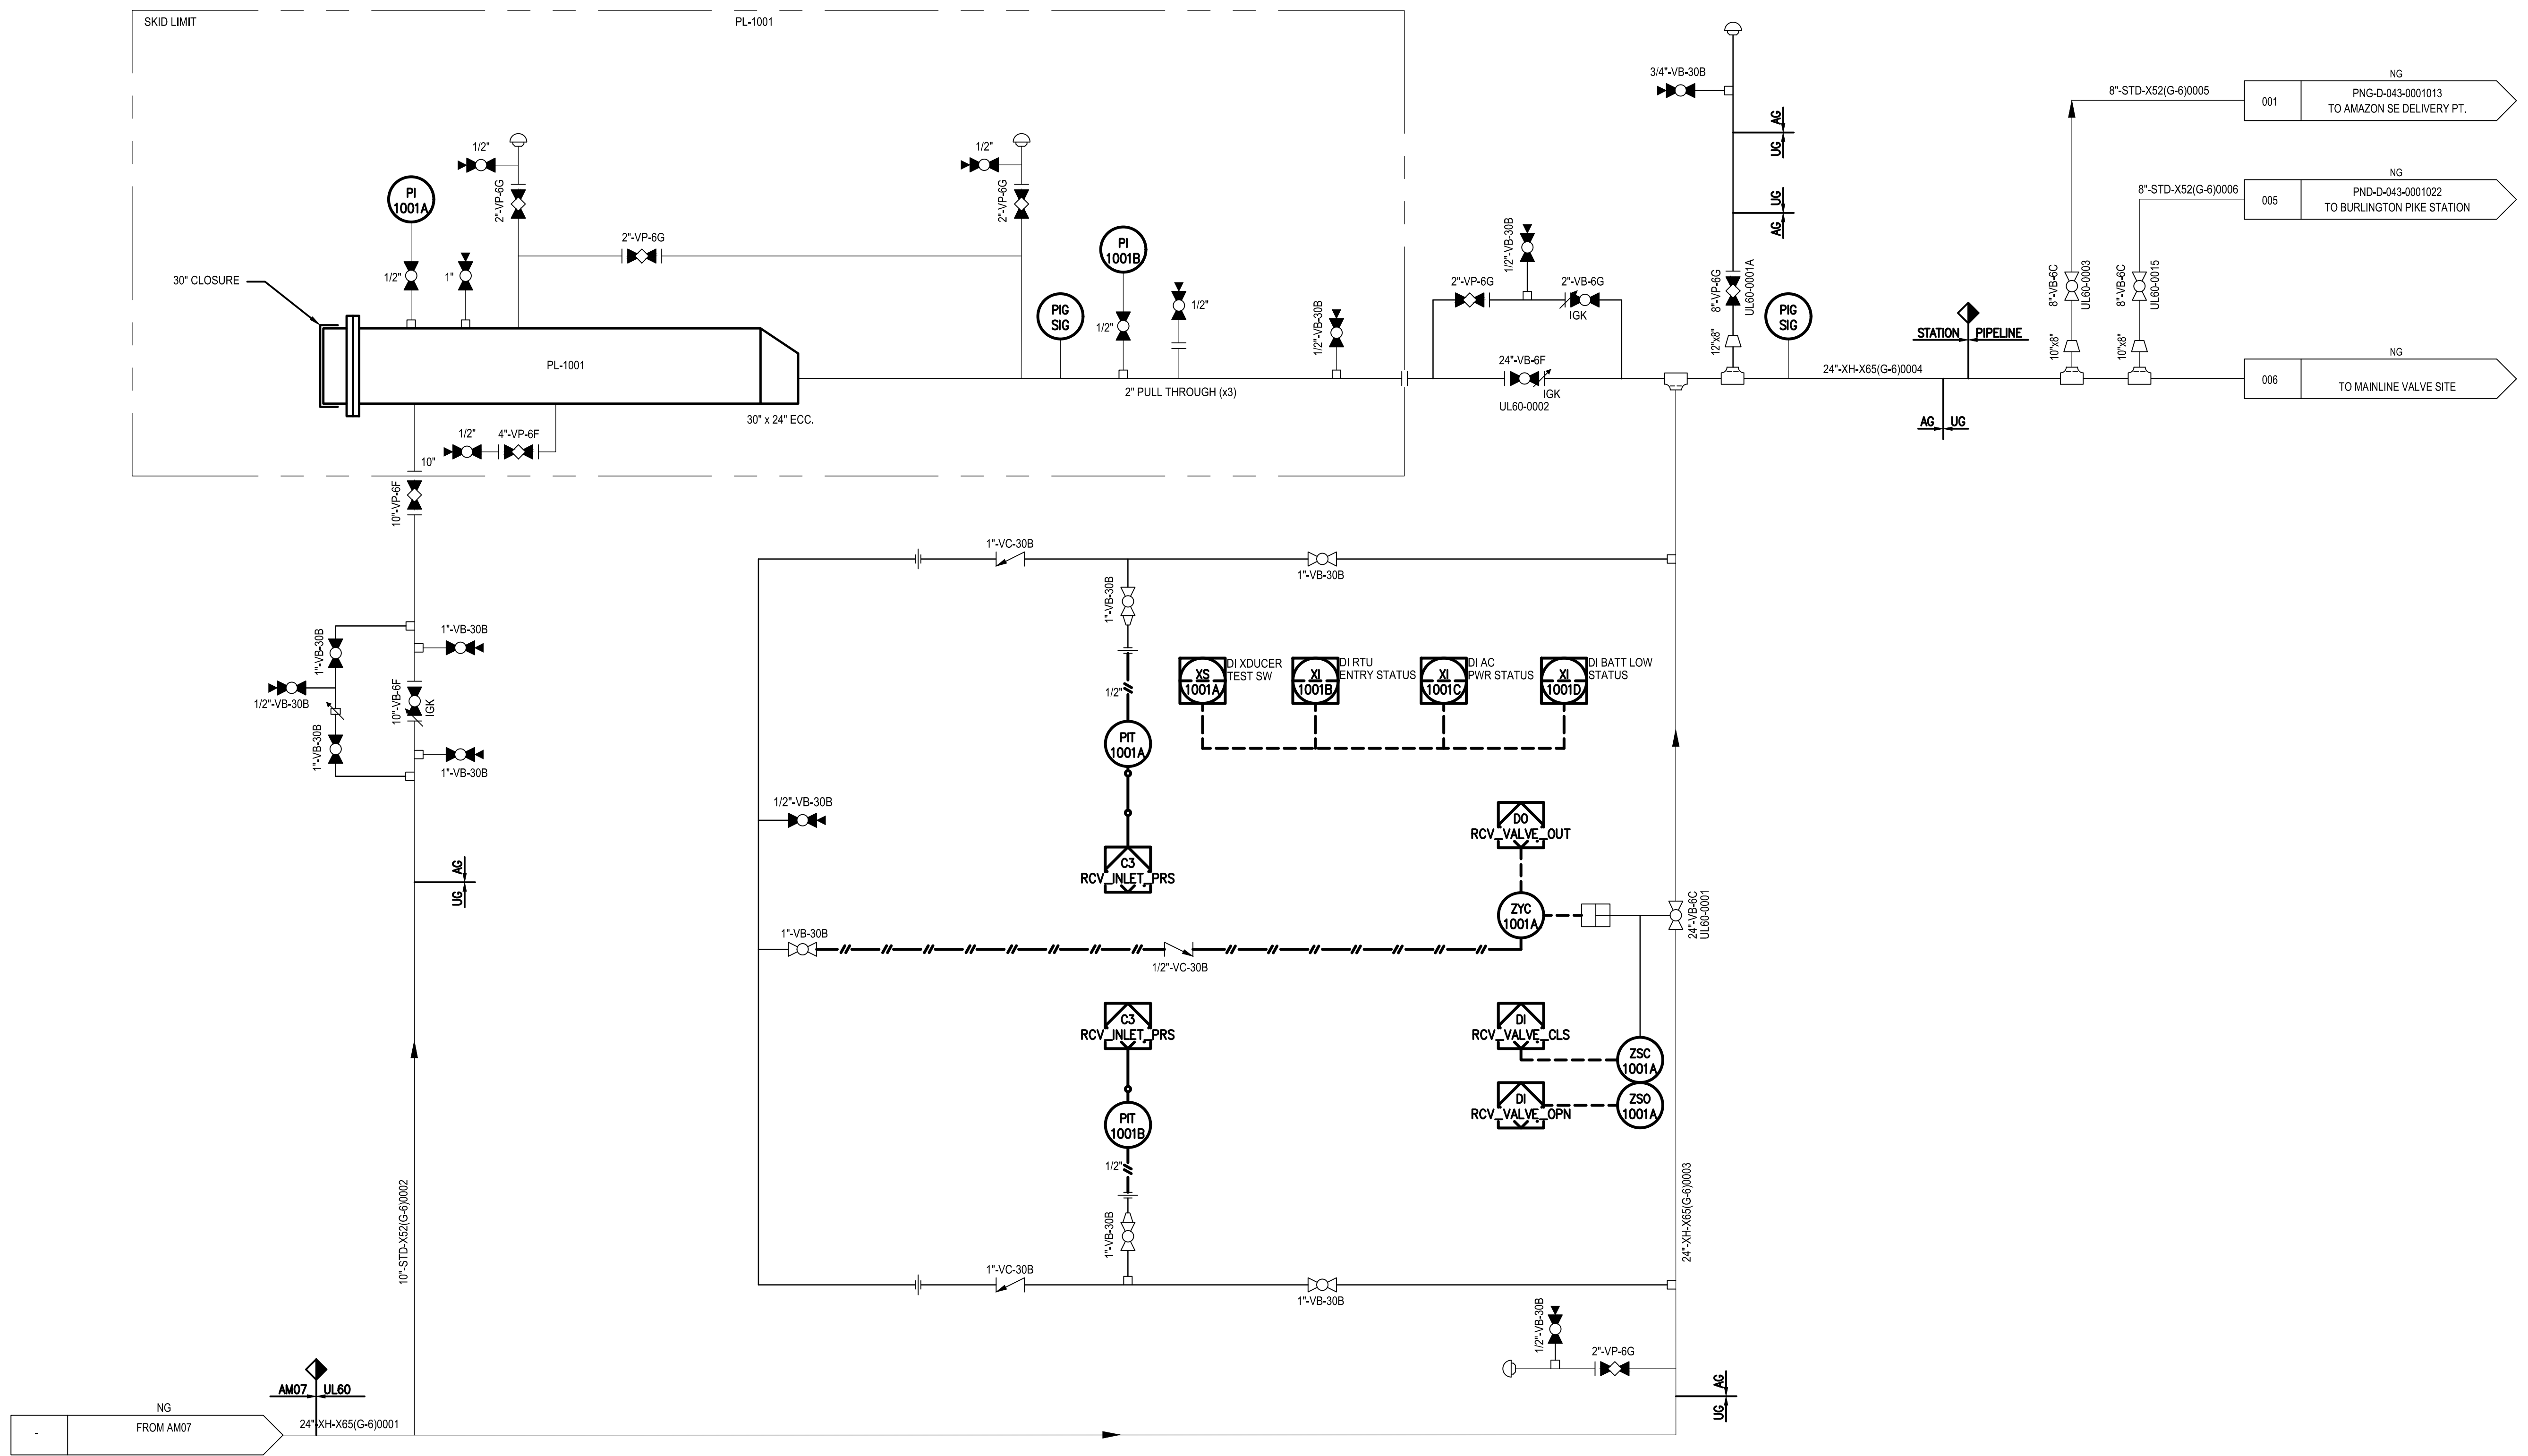 SKID LIMIT
PL-1001
3/4"-VB-30B
NG
8"-STD-X52(G-6)0005
001
PNG-D-043-0001013
TO AMAZON SE DELIVERY PT.
AG
UG
1/2"
1/2"
NG
8"-STD-X52(G-6)0006
005
PND-D-043-0001022
TO BURLINGTON PIKE STATION
PI
1001A
2"-VP-6G
2"-VP-6G
UG
AG
2"-VP-6G
PI
1001B
1/2"-VB-30B
30" CLOSURE
1/2"
1"
2"-VP-6G
2"-VB-6G
IGK
8"-VP-6G
UL60-0001A
8"-VB-6C
UL60-0003
8"-VB-6C
UL60-0015
PIG
SIG
1/2"
1/2"
1/2"-VB-30B
PIG
SIG
STATION
PIPELINE
12"x8"
10"x8"
10"x8"
PL-1001
24"-VB-6F
IGK
UL60-0002
24"-XH-X65(G-6)0004
NG
006
TO MAINLINE VALVE SITE
2" PULL THROUGH (x3)
30" x 24" ECC.
AG
UG
1/2"
4"-VP-6F
10"
10"-VP-6F
1"-VC-30B
1"-VB-30B
1"-VB-30B
1"-VB-30B
1"-VB-30B
1/2"-VB-30B
10"-VB-6F
IGK
1"-VB-30B
1"-VB-30B
1/2"
XS
1001A
DI XDUCER
TEST SW
XI
1001B
DI RTU
ENTRY STATUS
XI
1001C
DI AC
PWR STATUS
XI
1001D
DI BATT LOW
STATUS
PIT
1001A
1/2"-VB-30B
DO
RCV_VALVE_OUT
AG
UG
C3
RCV_INLET_PRS
ZYC
1001A
24"-VB-6C
UL60-0001
1"-VB-30B
1/2"-VC-30B
C3
RCV_INLET_PRS
DI
RCV_VALVE_CLS
ZSC
1001A
DI
RCV_VALVE_OPN
ZSO
1001A
PIT
1001B
1/2"
10"-STD-X52(G-6)0002
24"-XH-X65(G-6)0003
1"-VB-30B
1"-VC-30B
1"-VB-30B
1/2"-VB-30B
2"-VP-6G
AM07
UL60
AG
UG
NG
-
FROM AM07
24"-XH-X65(G-6)0001